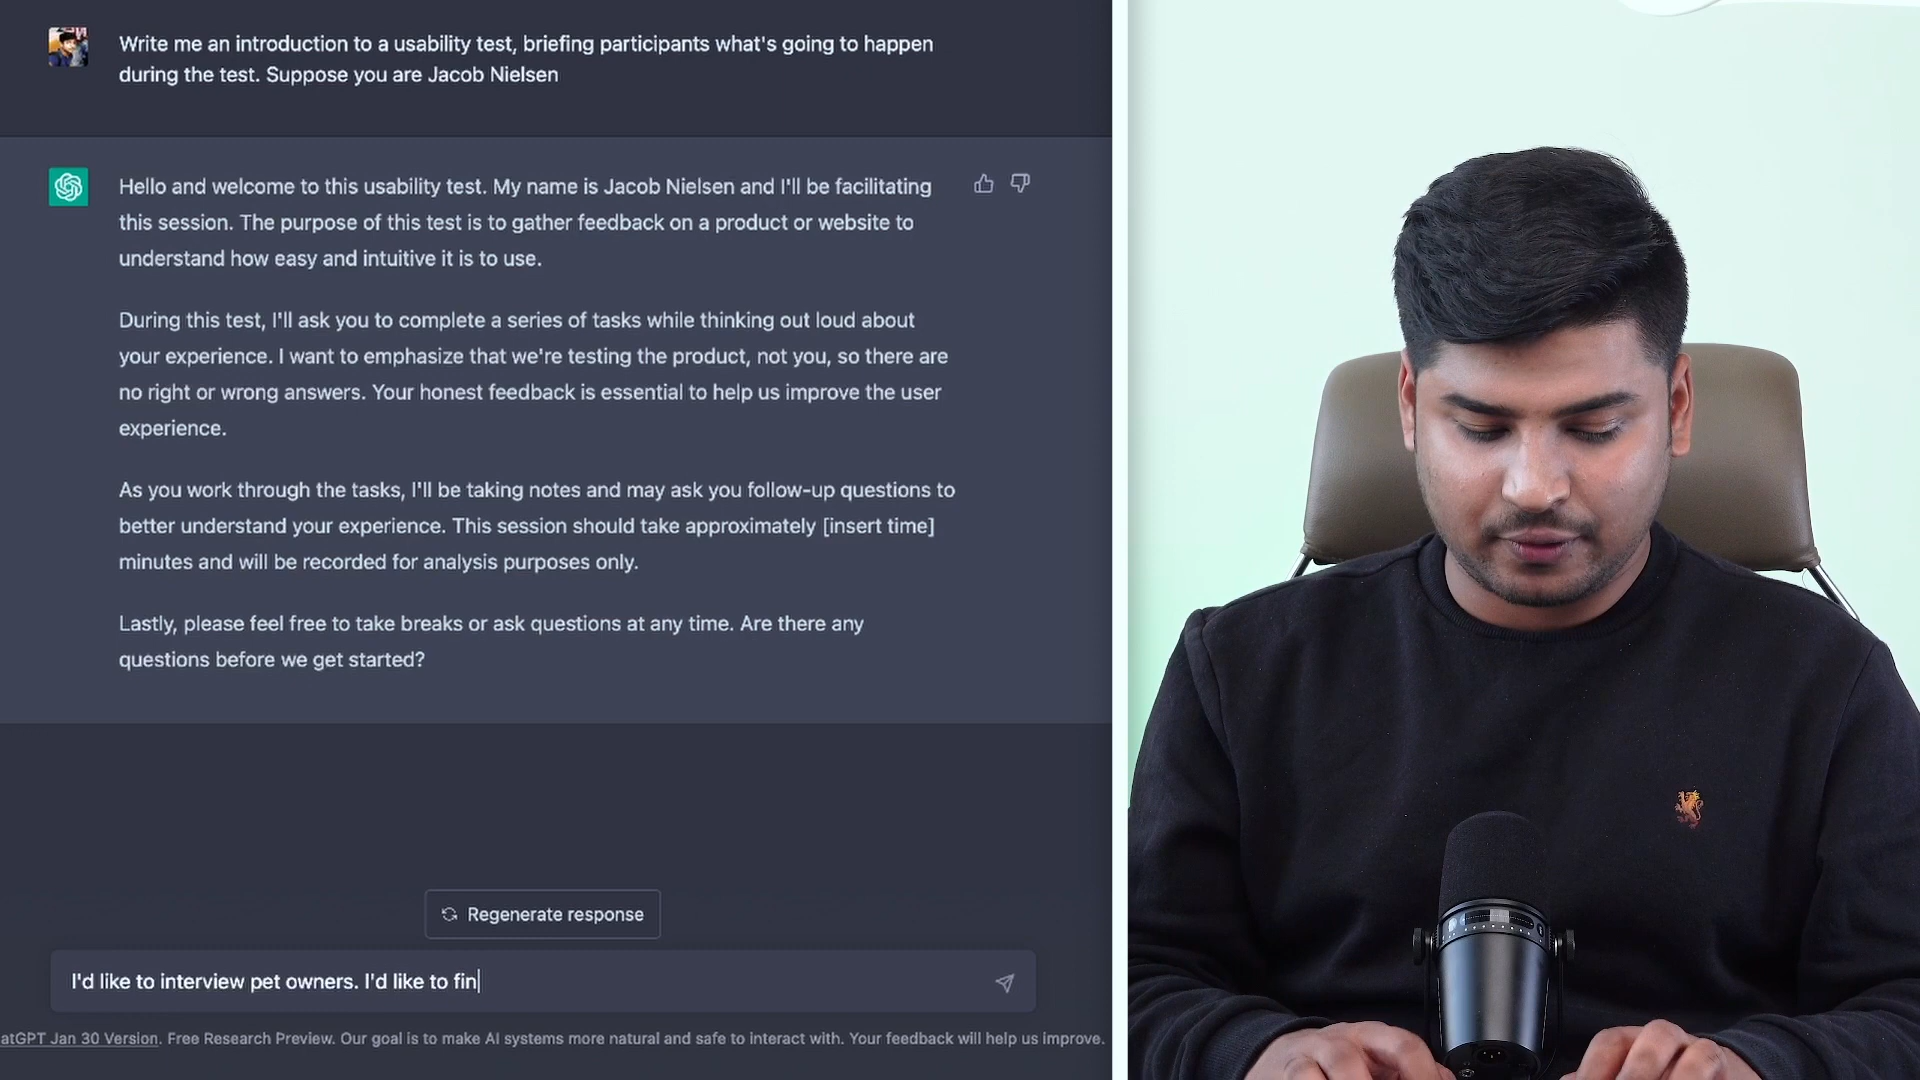 Write me an introduction to a usability test, briefing participants what's going to happen
during the test. Suppose you are Jacob Nielsen
Hello and welcome to this usability test. My name is Jacob Nielsen and I'll be facilitating
this session. The purpose of this test is to gather feedback on a product or website to
understand how easy and intuitive it is to use.
During this test, I'll ask you to complete a series of tasks while thinking out loud about
your experience. I want to emphasize that we're testing the product, not you, so there are
no right or wrong answers. Your honest feedback is essential to help us improve the user
experience.
As you work through the tasks, I'll be taking notes and may ask you follow-up questions to
better understand your experience. This session should take approximately [insert time]
minutes and will be recorded for analysis purposes only.
Lastly, please feel free to take breaks or ask questions at any time. Are there any
questions before we get started?
Regenerate response
I'd like to interview pet owners. I'd like to fin
atGPT Jan 30 Version. Free Research Preview. Our goal is to make AI systems more natural and safe to interact with. Your feedback will help us improve.